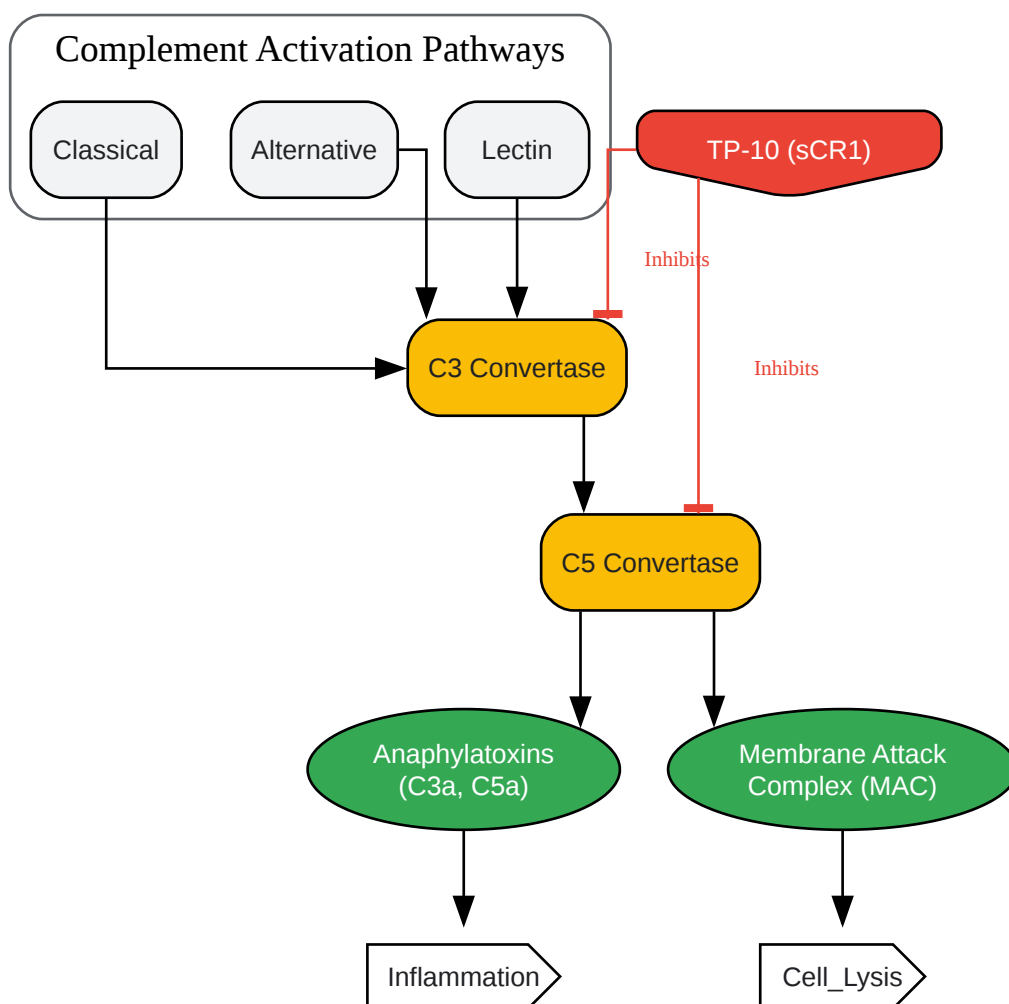 Complement Activation Pathways
Classical
Alternative
Lectin
TP-10 (sCR1)
Inhibits
C3 Convertase
Inhibits
C5 Convertase
Anaphylatoxins
(C3a, C5a)
Membrane Attack
Complex (MAC)
Inflammation
Cell_Lysis